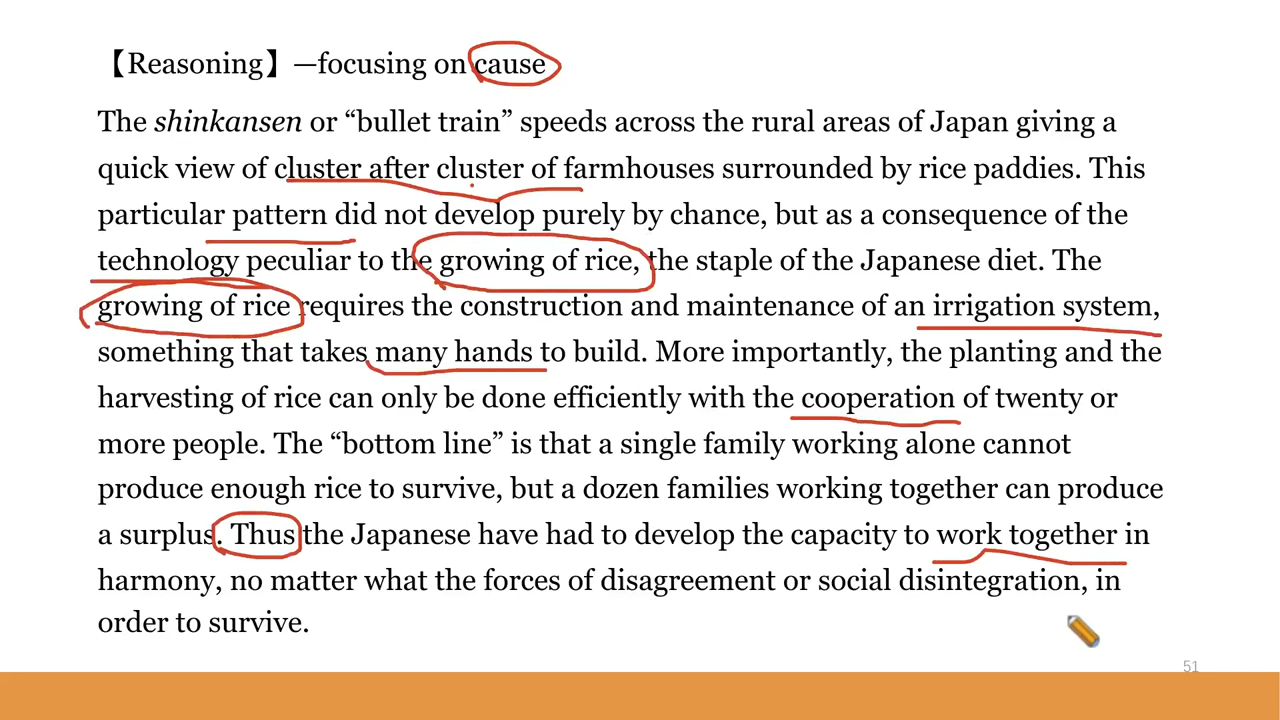 【Reasoning】—focusing on cause
The shinkansen or “bullet train” speeds across the rural areas of Japan giving a
quick view of cluster after cluster of farmhouses surrounded by rice paddies. This
particular pattern did not develop purely by chance, but as a consequence of the
technology peculiar to the growing of rice, the staple of the Japanese diet. The
growing of rice requires the construction and maintenance of an irrigation system,
something that takes many hands to build. More importantly, the planting and the
harvesting of rice can only be done efficiently with the cooperation of twenty or
more people. The “bottom line” is that a single family working alone cannot
produce enough rice to survive, but a dozen families working together can produce
a surplus. Thus the Japanese have had to develop the capacity to work together in
harmony, no matter what the forces of disagreement or social disintegration, in
order to survive.
51